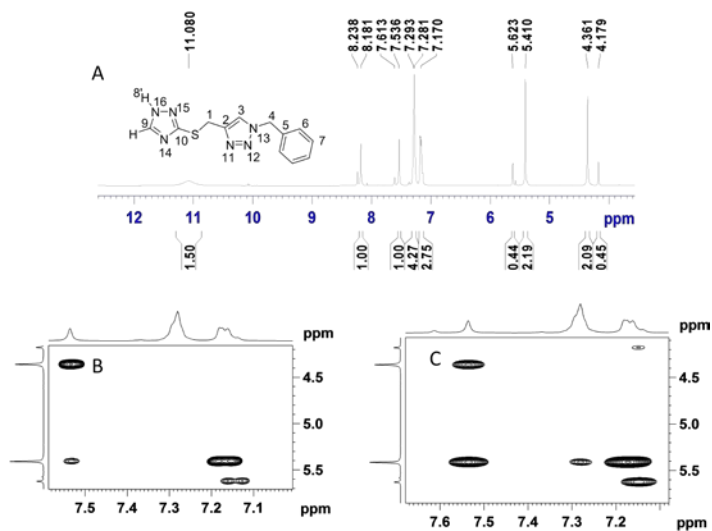 11.080
8.238
8.181
7.613
7.536
7.293
7.281
7.170
5.623
5.410
4.361
4.179
A
H 8'
16
N
15
N
9
H
N
14
10
S
1
2
3
N
11
N
12
N
13
4
5
6
7
12 11 10 9 8 7 6 5 ppm
1.50
1.00
1.00
4.27
2.75
0.44
2.19
2.09
0.45
ppm
B
4.5
5.0
5.5
7.5 7.4 7.3 7.2 7.1 ppm
ppm
C
4.5
5.0
5.5
7.6 7.5 7.4 7.3 7.2 ppm